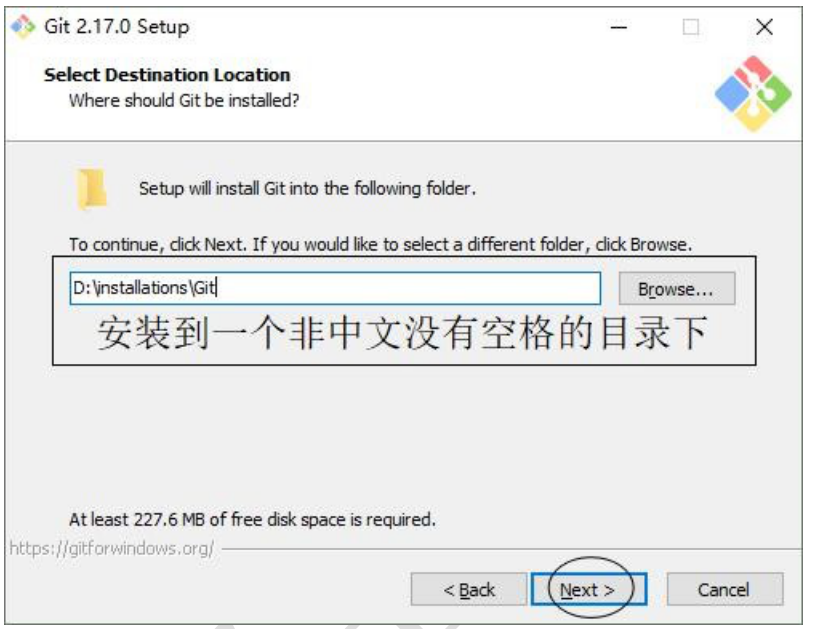 Git 2.17.0 Setup
Select Destination Location
Where should Git be installed?
Setup will install Git into the following folder.
To continue, click Next. If you would like to select a different folder, click Browse.
D:\installations\Git
Browse...
安装到一个非中文没有空格的目录下
At least 227.6 MB of free disk space is required.
https://gitforwindows.org/
< Back
Next >
Cancel